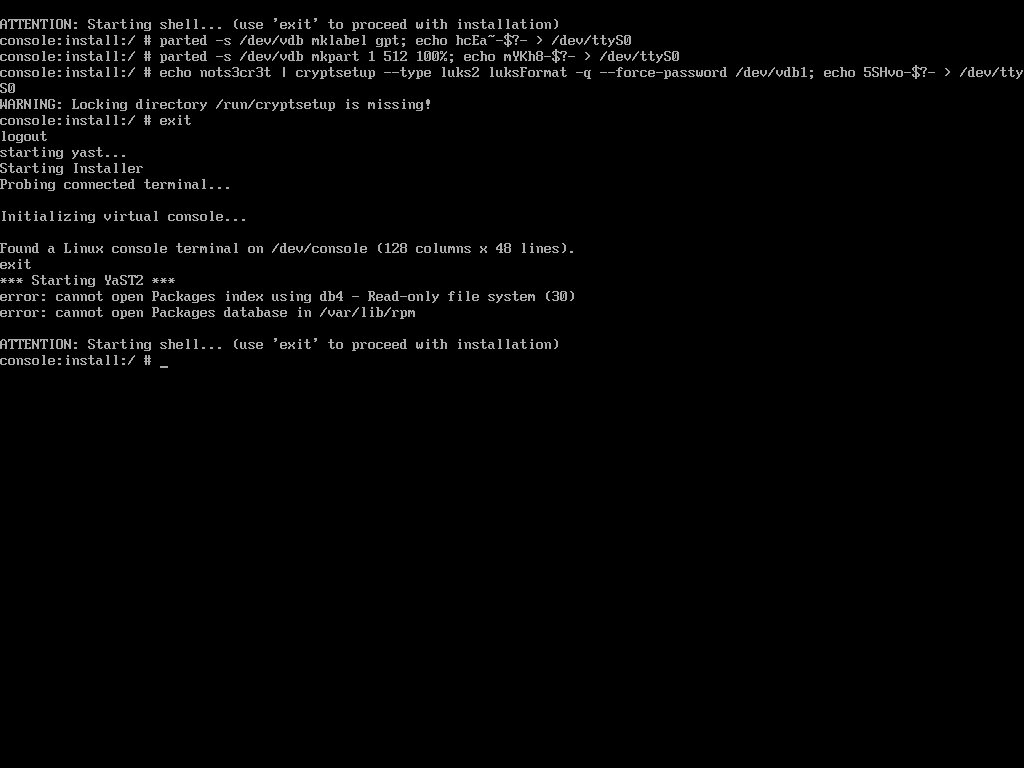 ATTENTION: Starting shell... (use 'exit' to proceed with installation)
console:install:/ # parted -s /dev/vdb mklabel gpt; echo hcEa~-$?- > /dev/ttyS0
console:install:/ # parted -s /dev/vdb mkpart 1 512 100%; echo mYKh8-$?- > /dev/ttyS0
console:install:/ # echo nots3cr3t | cryptsetup --type luks2 luksFormat -q --force-password /dev/vdb1; echo 5SHvo-$?- > /dev/tty
S0
WARNING: Locking directory /run/cryptsetup is missing!
console:install:/ # exit
logout
starting yast...
Starting Installer
Probing connected terminal...
Initializing virtual console...
Found a Linux console terminal on /dev/console (128 columns x 48 lines).
exit
*** Starting YaST2 ***
error: cannot open Packages index using db4 - Read-only file system (30)
error: cannot open Packages database in /var/lib/rpm
ATTENTION: Starting shell... (use 'exit' to proceed with installation)
console:install:/ # _